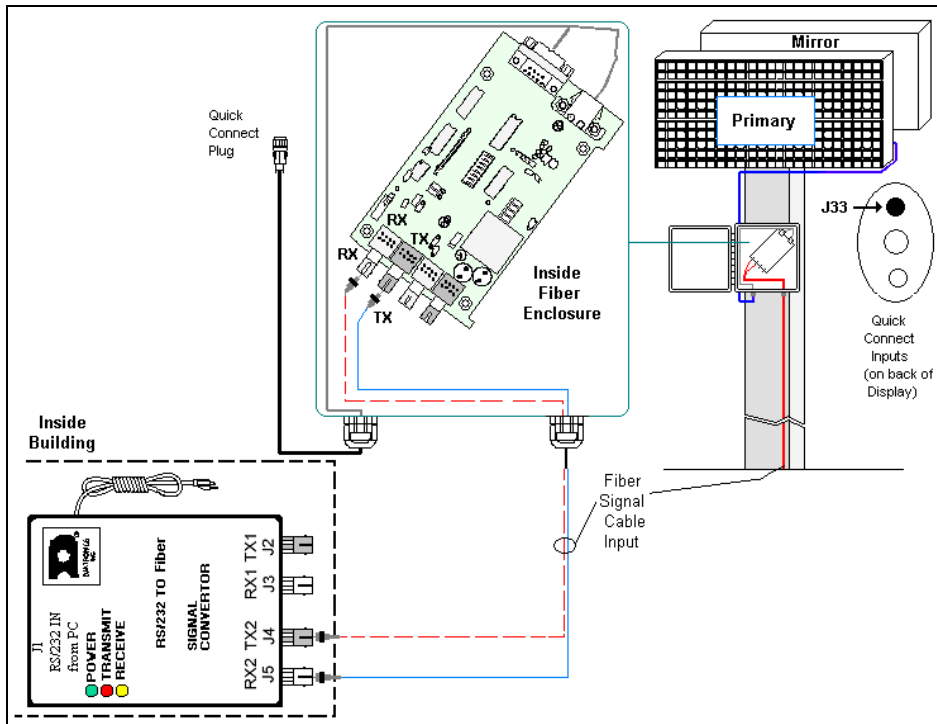 Mirror
Primary
Quick
Connect
Plug
J33
RX
RX
TX
TX
Inside
Fiber
Enclosure
Quick
Connect
Inputs
(on back of
Display)
Inside
Building
Fiber
Signal
Cable
Input
DAKTRONICS
INC
J1
RS/232 IN
from PC
POWER
TRANSMIT
RECEIVE
RS/232 TO Fiber
SIGNAL
CONVERTOR
TX1
J2
RX1
J3
TX2
J4
RX2
J5